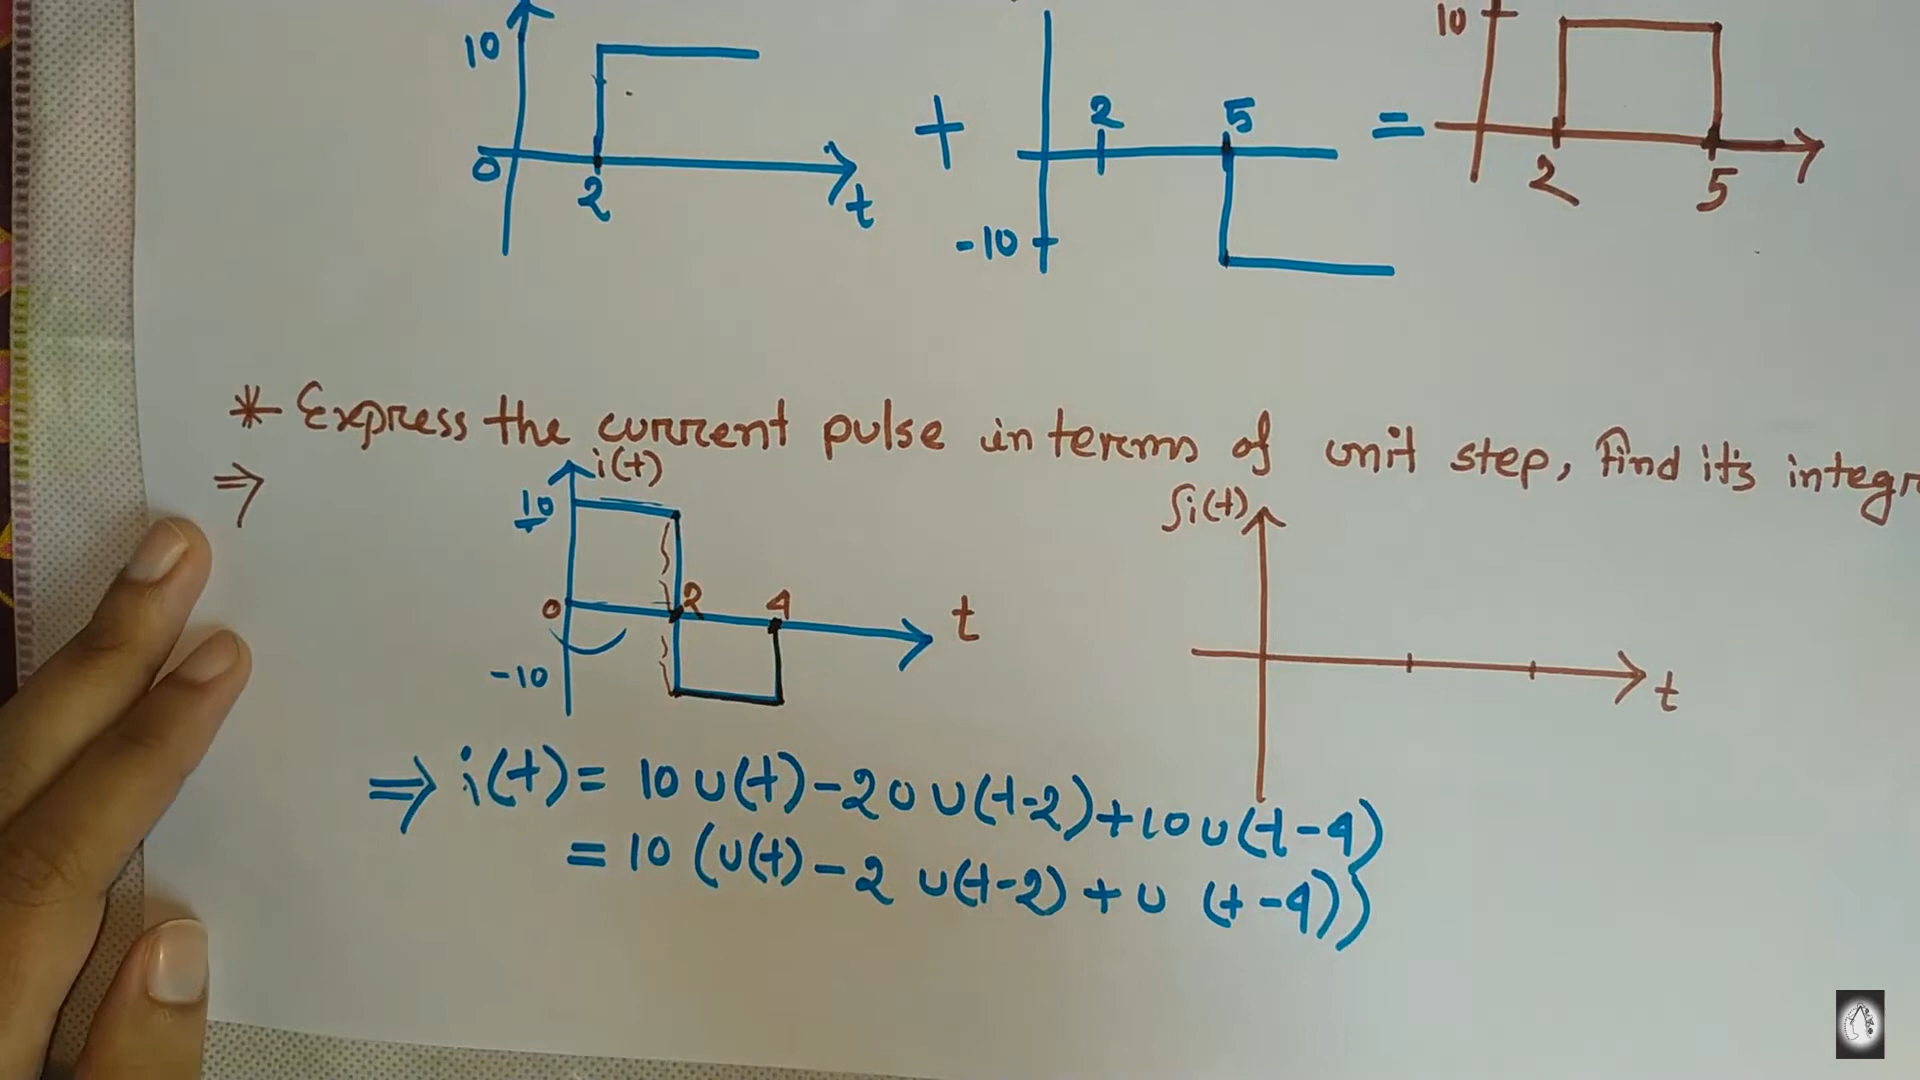 10
0
2
t
+
2
5
-10
=
10
2
5
* Express the current pulse in terms of unit step, find it's integr
⇒
i(t)
10
0
2
4
t
-10
∫i(t)
t
⇒ i(t) = 10 u(t) - 20 u(t-2) + 10 u(t-4)
= 10 (u(t) - 2 u(t-2) + u (t-4))